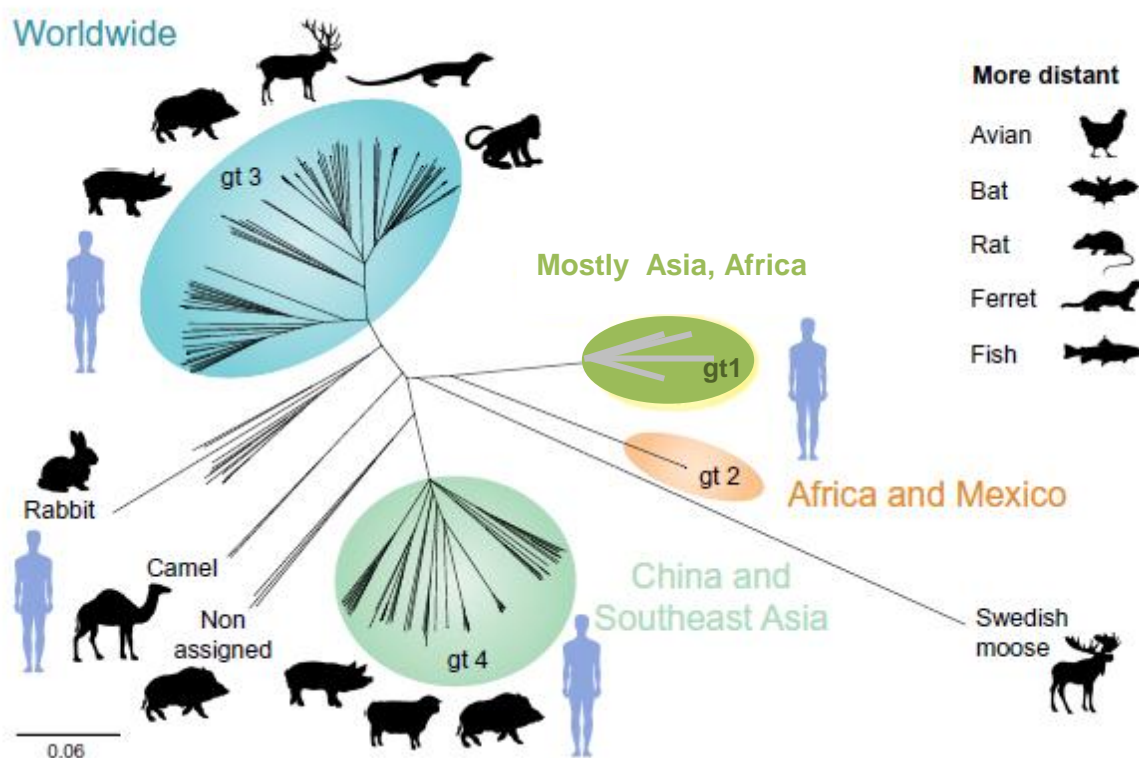 Worldwide
gt 3
More distant
Avian
Bat
Rat
Ferret
Fish
Mostly Asia, Africa
gt1
gt 2
Africa and Mexico
Rabbit
Camel
Non
assigned
gt 4
China and
Southeast Asia
Swedish
moose
0.06